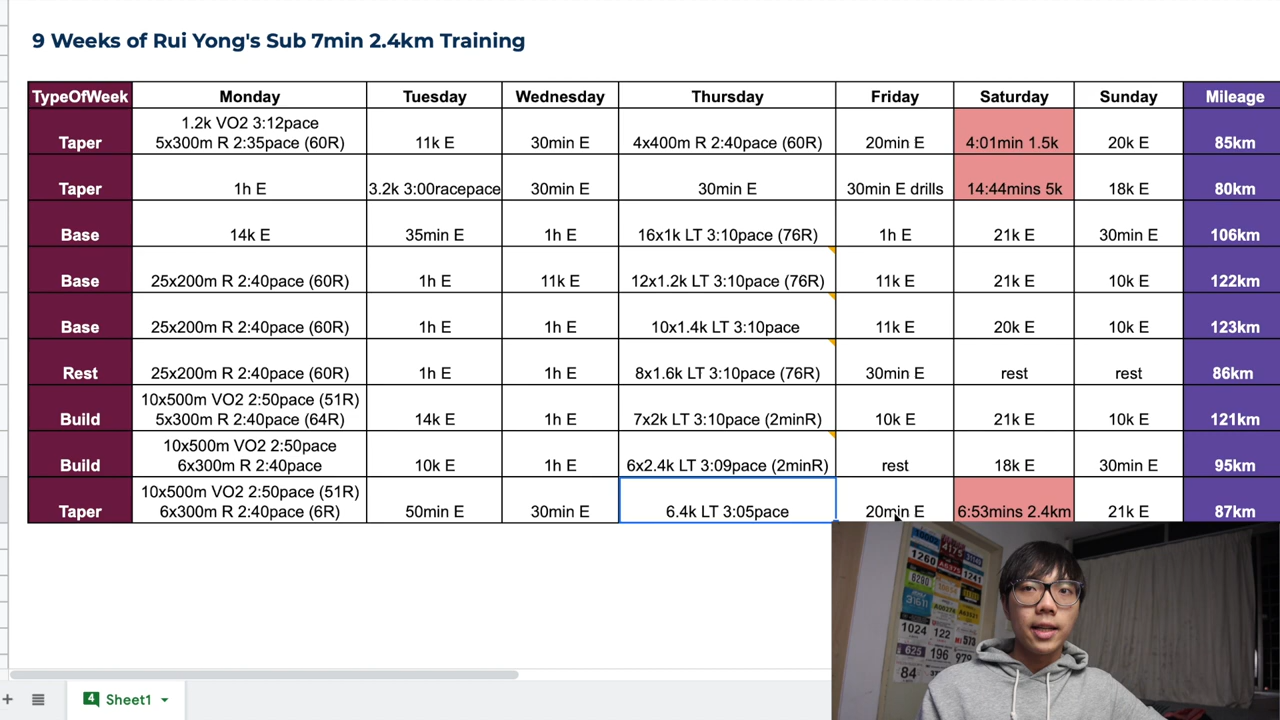 9 Weeks of Rui Yong's Sub 7min 2.4km Training
TypeOfWeek Monday Tuesday Wednesday Thursday Friday Saturday Sunday Mileage
1.2k VO2 3:12pace
Taper 5x300m R 2:35pace (60R) 11k E 30min E 4x400m R 2:40pace (60R) 20min E 4:01min 1.5k 20k E 85km
Taper 1h E 3.2k 3:00racepace 30min E 30min E 30min E drills 14:44mins 5k 18k E 80km
Base 14k E 35min E 1h E 16x1k LT 3:10pace (76R) 1h E 21k E 30min E 106km
Base 25x200m R 2:40pace (60R) 1h E 11k E 12x1.2k LT 3:10pace (76R) 11k E 21k E 10k E 122km
Base 25x200m R 2:40pace (60R) 1h E 1h E 10x1.4k LT 3:10pace 11k E 20k E 10k E 123km
Rest 25x200m R 2:40pace (60R) 1h E 1h E 8x1.6k LT 3:10pace (76R) 30min E rest rest 86km
10x500m VO2 2:50pace (51R)
Build 5x300m R 2:40pace (64R) 14k E 1h E 7x2k LT 3:10pace (2minR) 10k E 21k E 10k E 121km
10x500m VO2 2:50pace
Build 6x300m R 2:40pace 10k E 1h E 6x2.4k LT 3:09pace (2minR) rest 18k E 30min E 95km
10x500m VO2 2:50pace (51R)
Taper 6x300m R 2:40pace (6R) 50min E 30min E 6.4k LT 3:05pace 20min E 6:53mins 2.4km 21k E 87km
4175
1260
1241
8290
31611
1024 122
573
625 196
84
+ 4 Sheet1